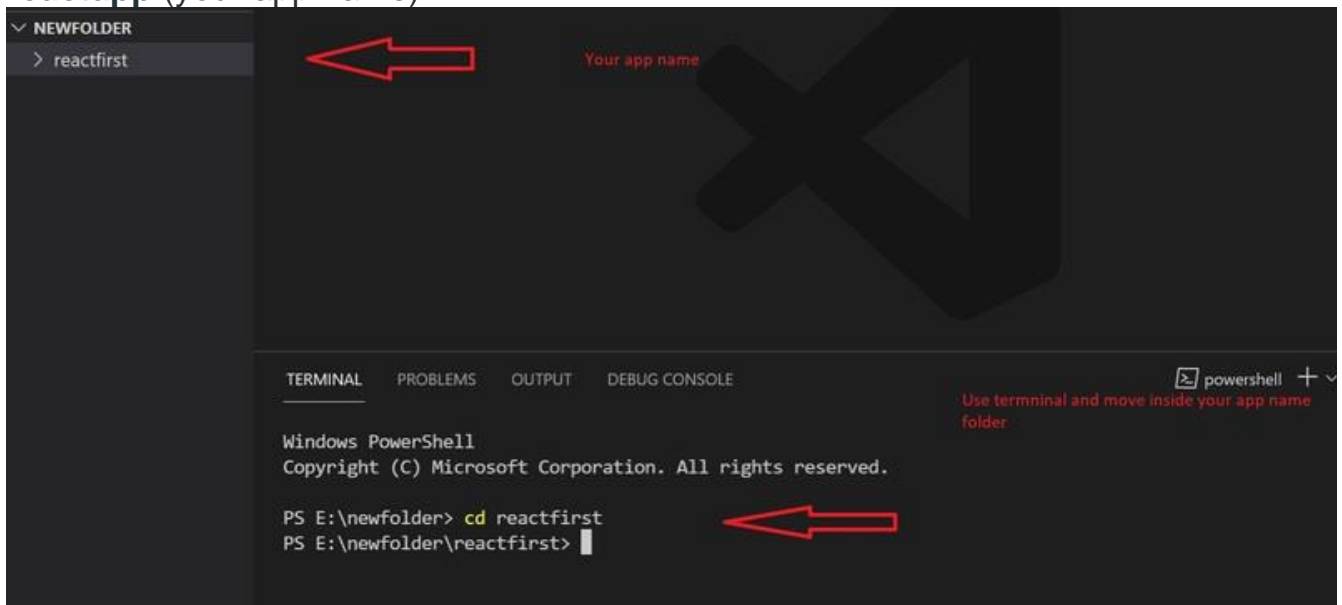 NEWFOLDER
reactfirst
Your app name
TERMINAL PROBLEMS OUTPUT DEBUG CONSOLE
powershell
Use termninal and move inside your app name
folder
Windows PowerShell
Copyright (C) Microsoft Corporation. All rights reserved.
PS E:\newfolder> cd reactfirst
PS E:\newfolder\reactfirst>